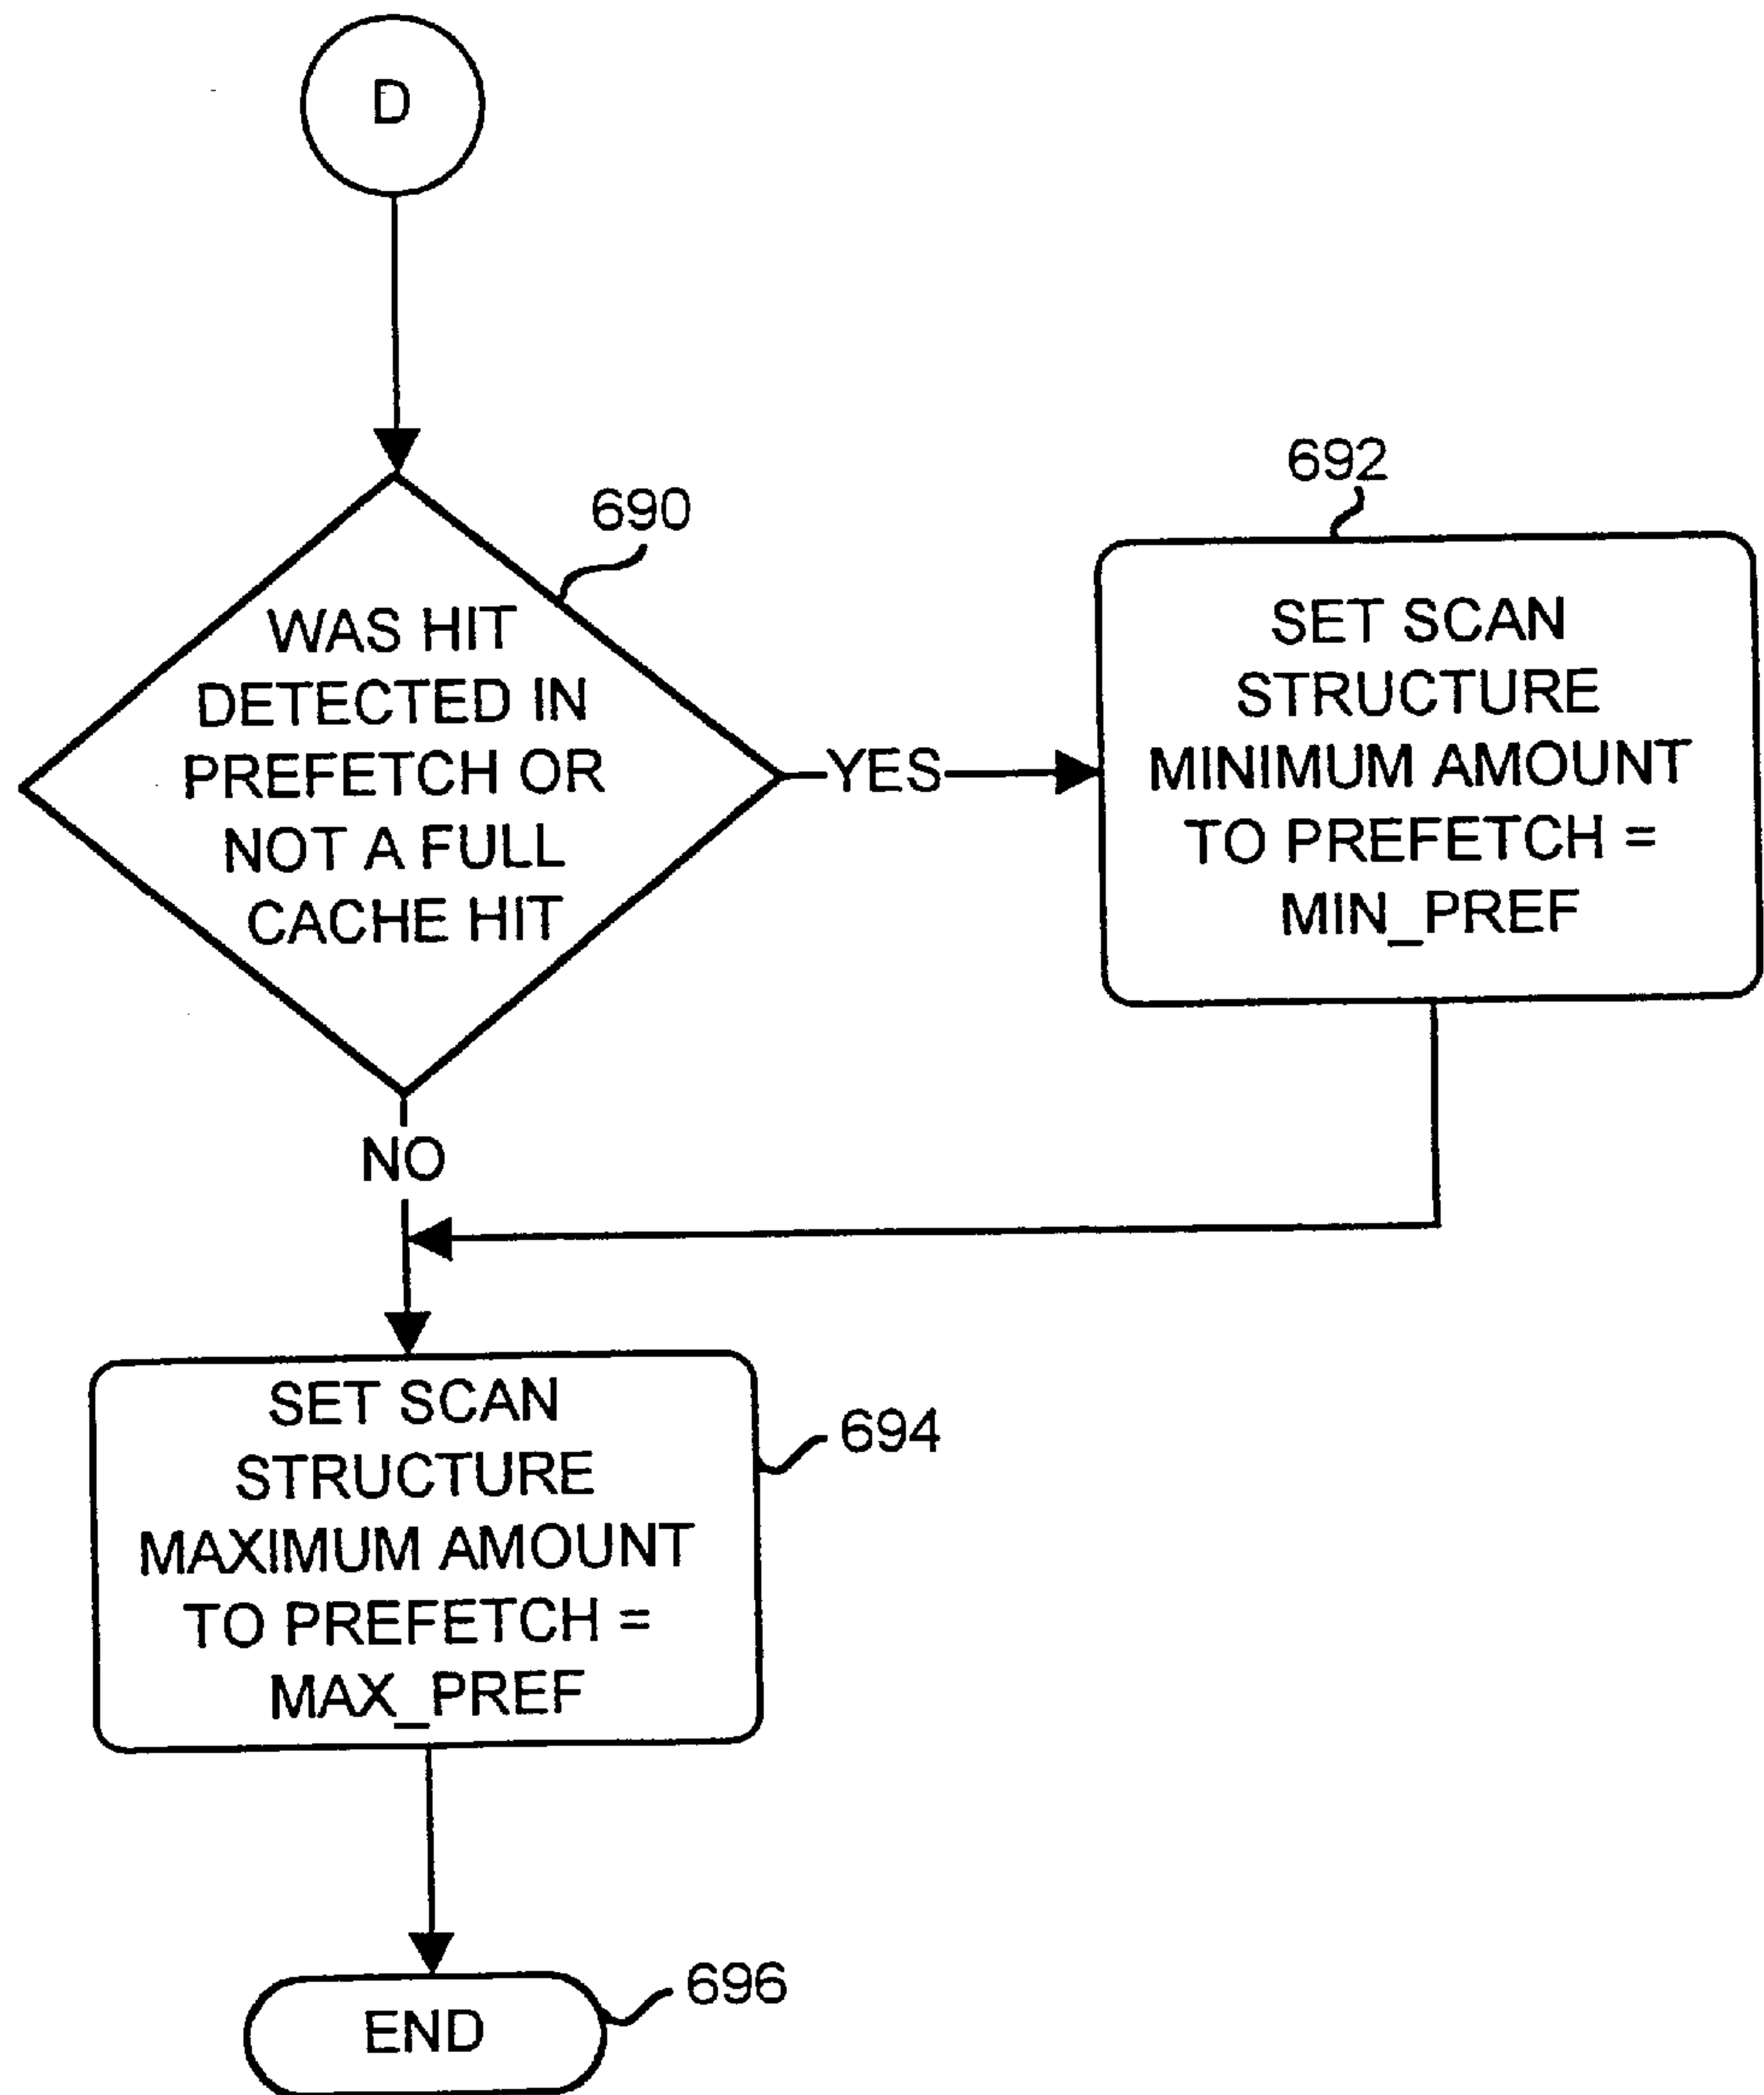 D
690
WAS HIT
DETECTED IN
PREFETCH OR
NOT A FULL
CACHE HIT
YES
692
SET SCAN
STRUCTURE
MINIMUM AMOUNT
TO PREFETCH =
MIN_PREF
NO
SET SCAN
STRUCTURE
MAXIMUM AMOUNT
TO PREFETCH =
MAX_PREF
694
END
696